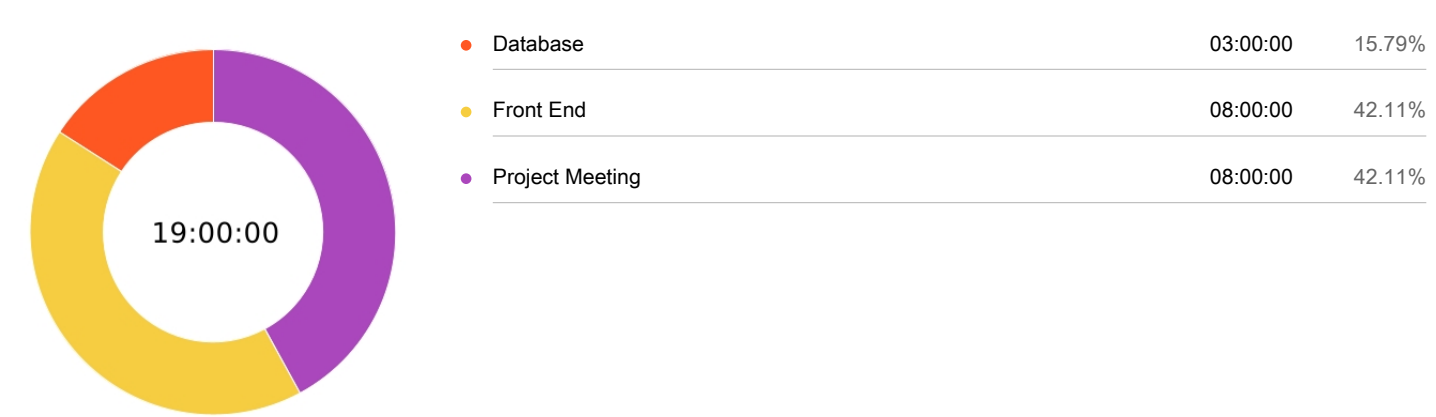 Database 03:00:00 15.79%
Front End 08:00:00 42.11%
Project Meeting 08:00:00 42.11%
19:00:00